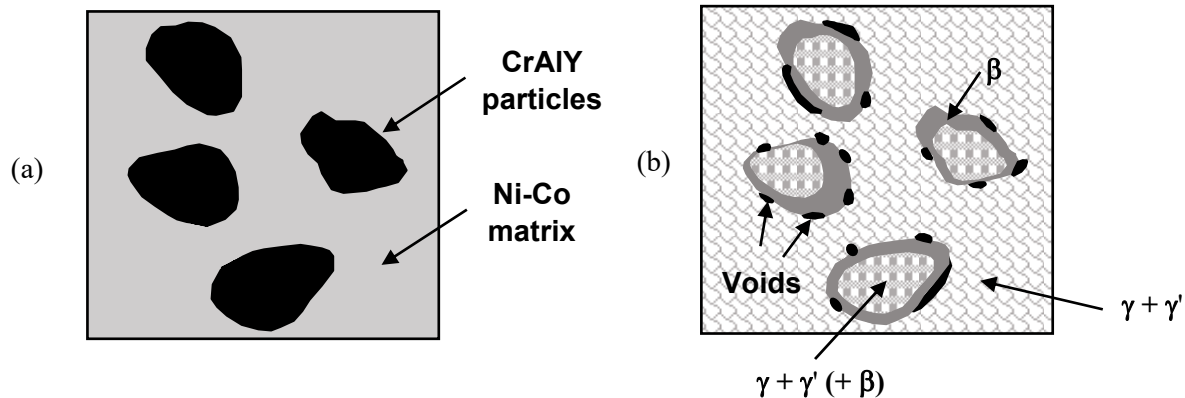 (a)
CrAlY
particles
Ni-Co
matrix
(b)
β
Voids
γ + γ'
γ + γ' (+ β)